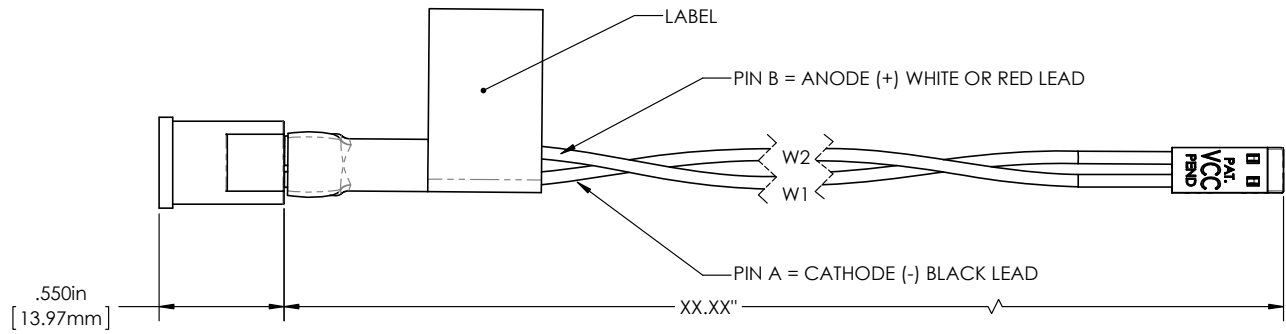 LABEL
PIN B = ANODE (+) WHITE OR RED LEAD
W2
W1
PAT.
VCC
PEND
PIN A = CATHODE (-) BLACK LEAD
.550in
[13.97mm]
XX.XX"